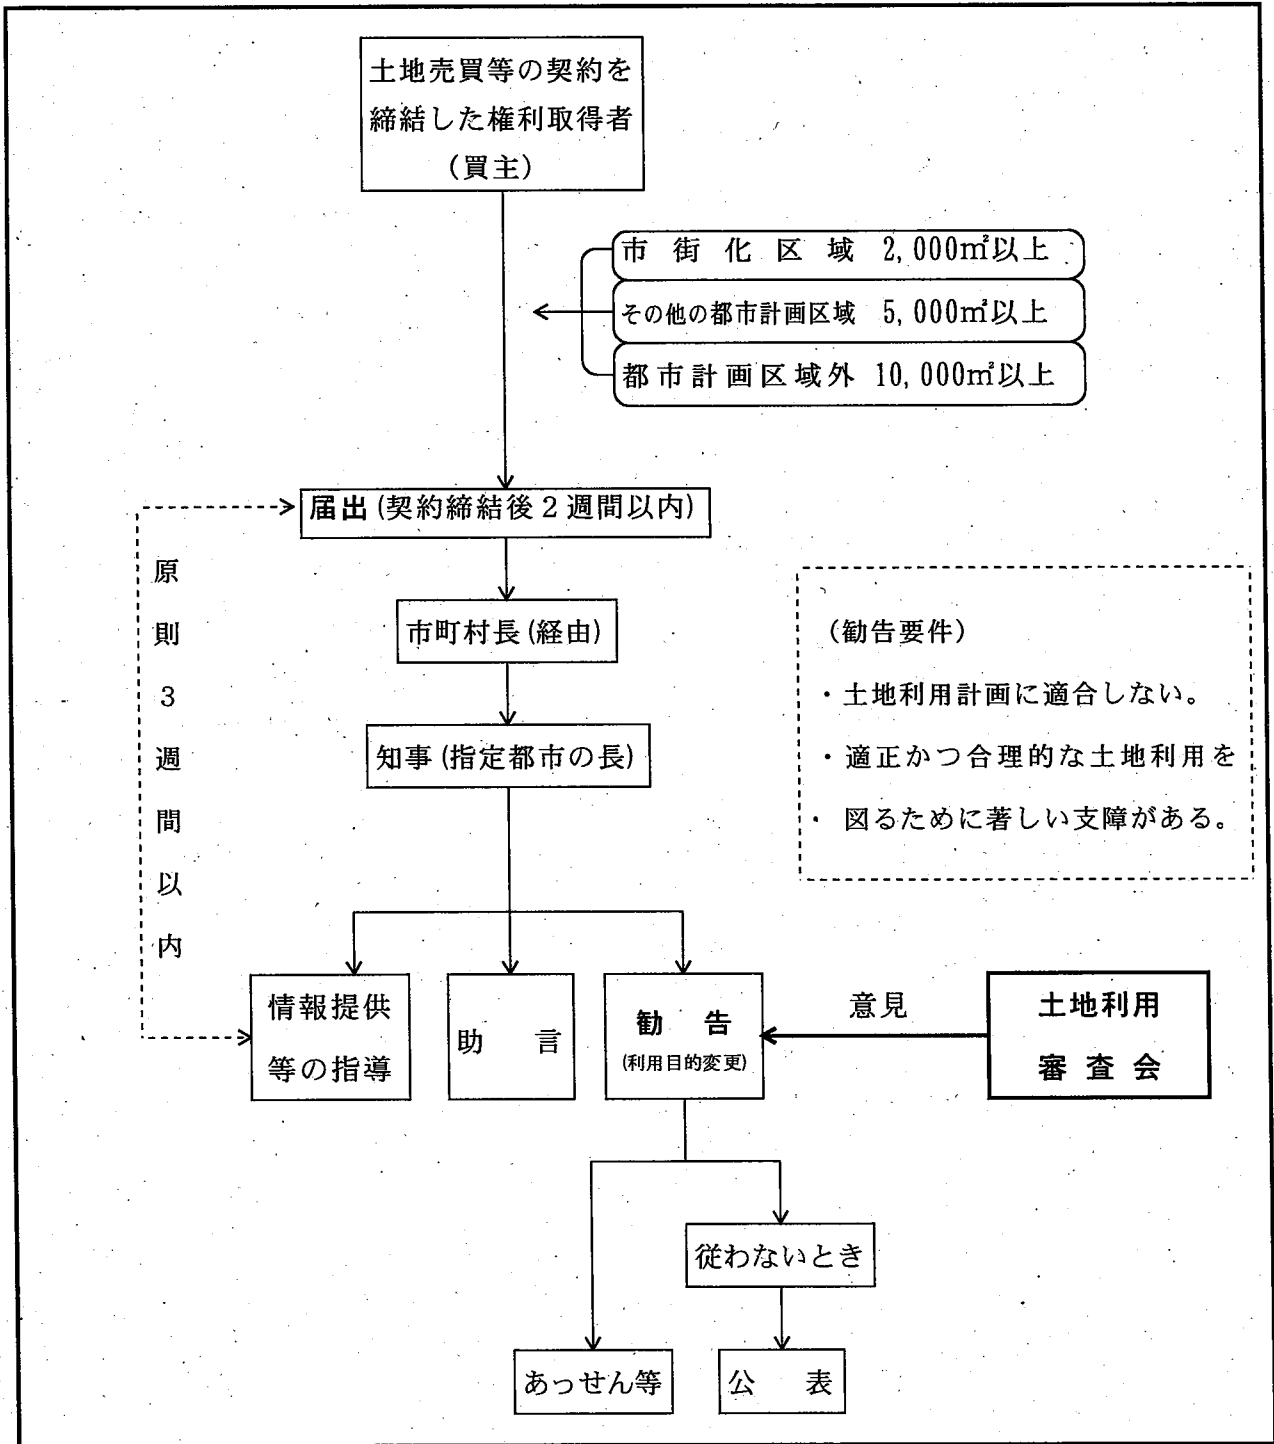 土地売買等の契約を
締結した権利取得者
(買主)
市街化区域 2,000㎡以上
その他の都市計画区域 5,000㎡以上
都市計画区域外 10,000㎡以上
届出(契約締結後2週間以内)
原則3週間以内
市町村長(経由)
知事(指定都市の長)
(勧告要件)
・土地利用計画に適合しない。
・適正かつ合理的な土地利用を
・図るために著しい支障がある。
情報提供
等の指導
助言
勧告
(利用目的変更)
意見
土地利用
審査会
従わないとき
あっせん等
公表